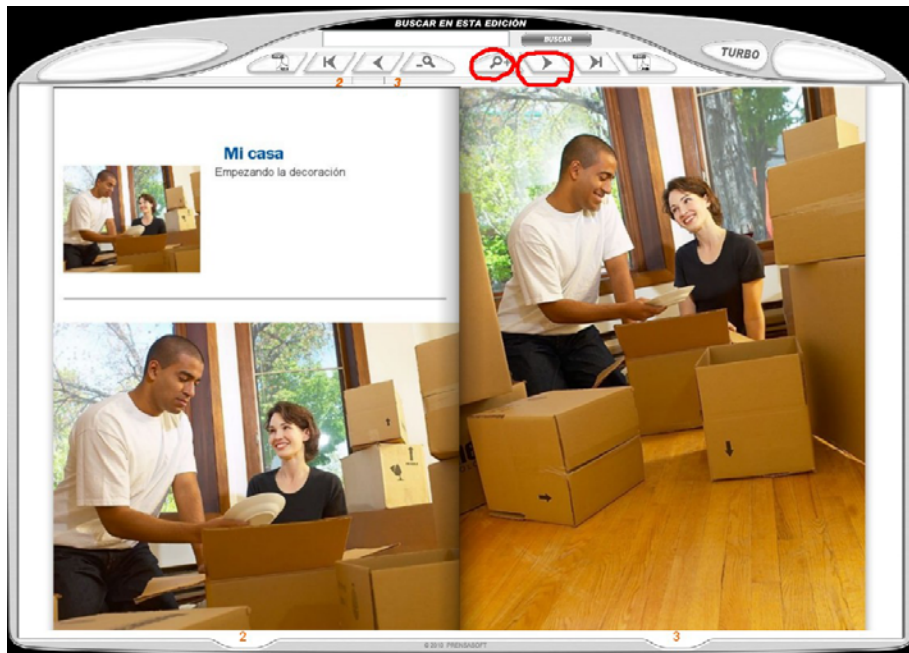 BUSCAR EN ESTA EDICIÓN
BUSCAR
TURBO
2 3
Mi casa
Empezando la decoración
2
3
© 2010 PRENSASOFT